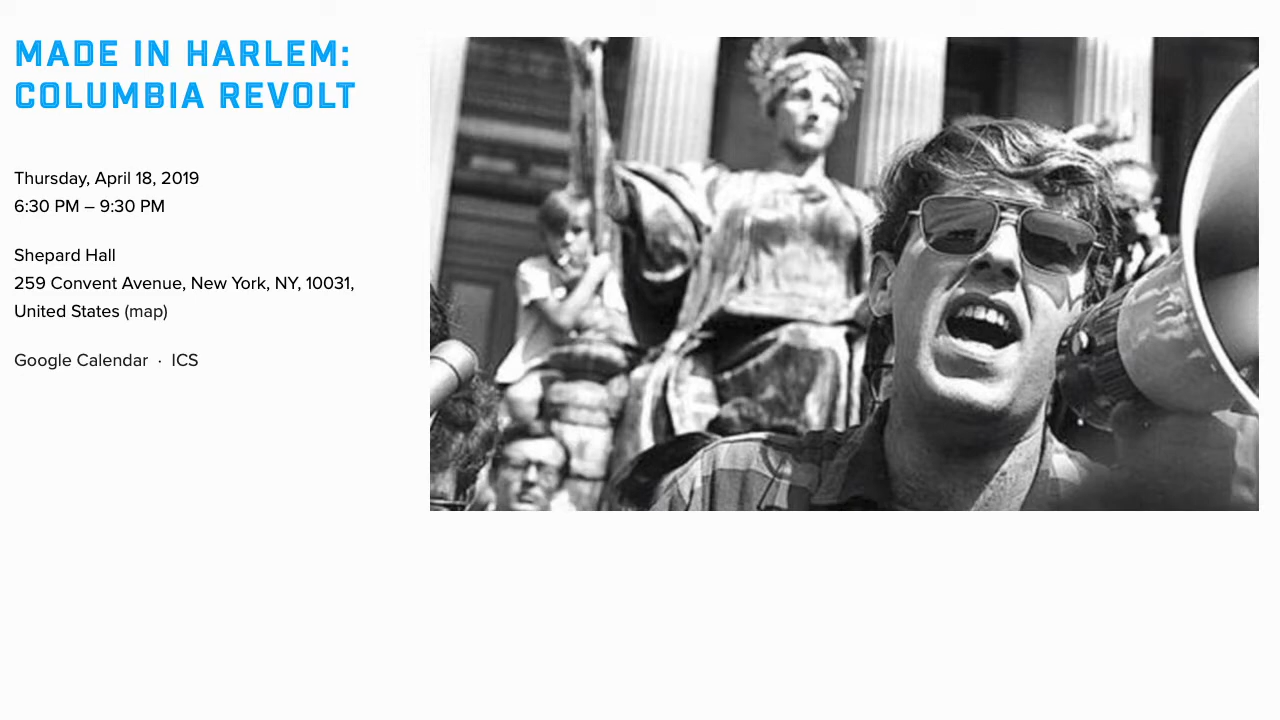 MADE IN HARLEM:
COLUMBIA REVOLT
Thursday, April 18, 2019
6:30 PM – 9:30 PM
Shepard Hall
259 Convent Avenue, New York, NY, 10031,
United States (map)
Google Calendar · ICS